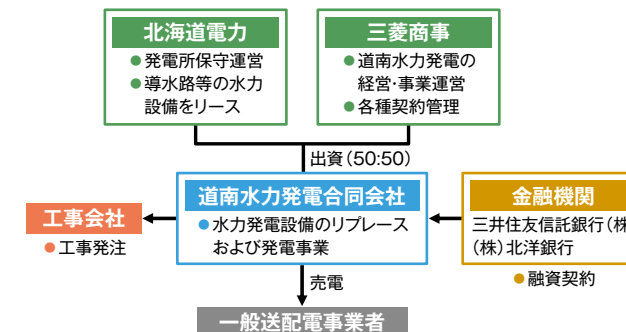 北海道電力
●発電所保守運営
●導水路等の水力
設備をリース
三菱商事
●道南水力発電の
経営・事業運営
●各種契約管理
出資（50:50）
道南水力発電合同会社
●水力発電設備のリプレース
および発電事業
工事会社
●工事発注
金融機関
三井住友信託銀行（株
（株）北洋銀行
●融資契約
売電
一般送配電事業者